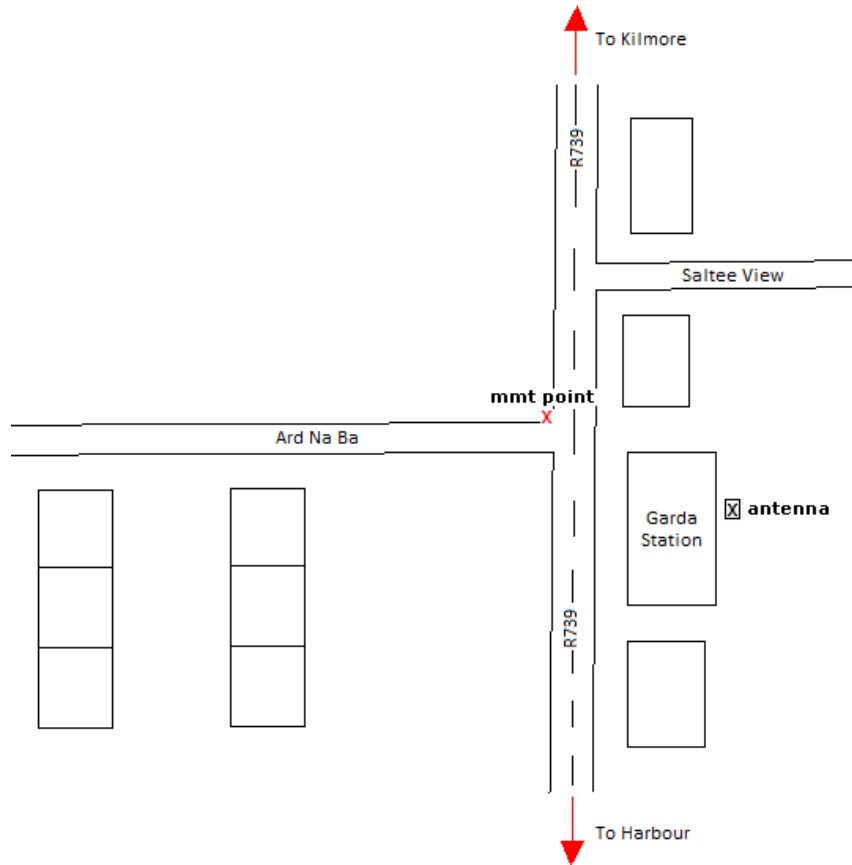 To Kilmore
R739
Saltee View
mmt point
X
Ard Na Ba
Garda
Station
X antenna
R739
To Harbour